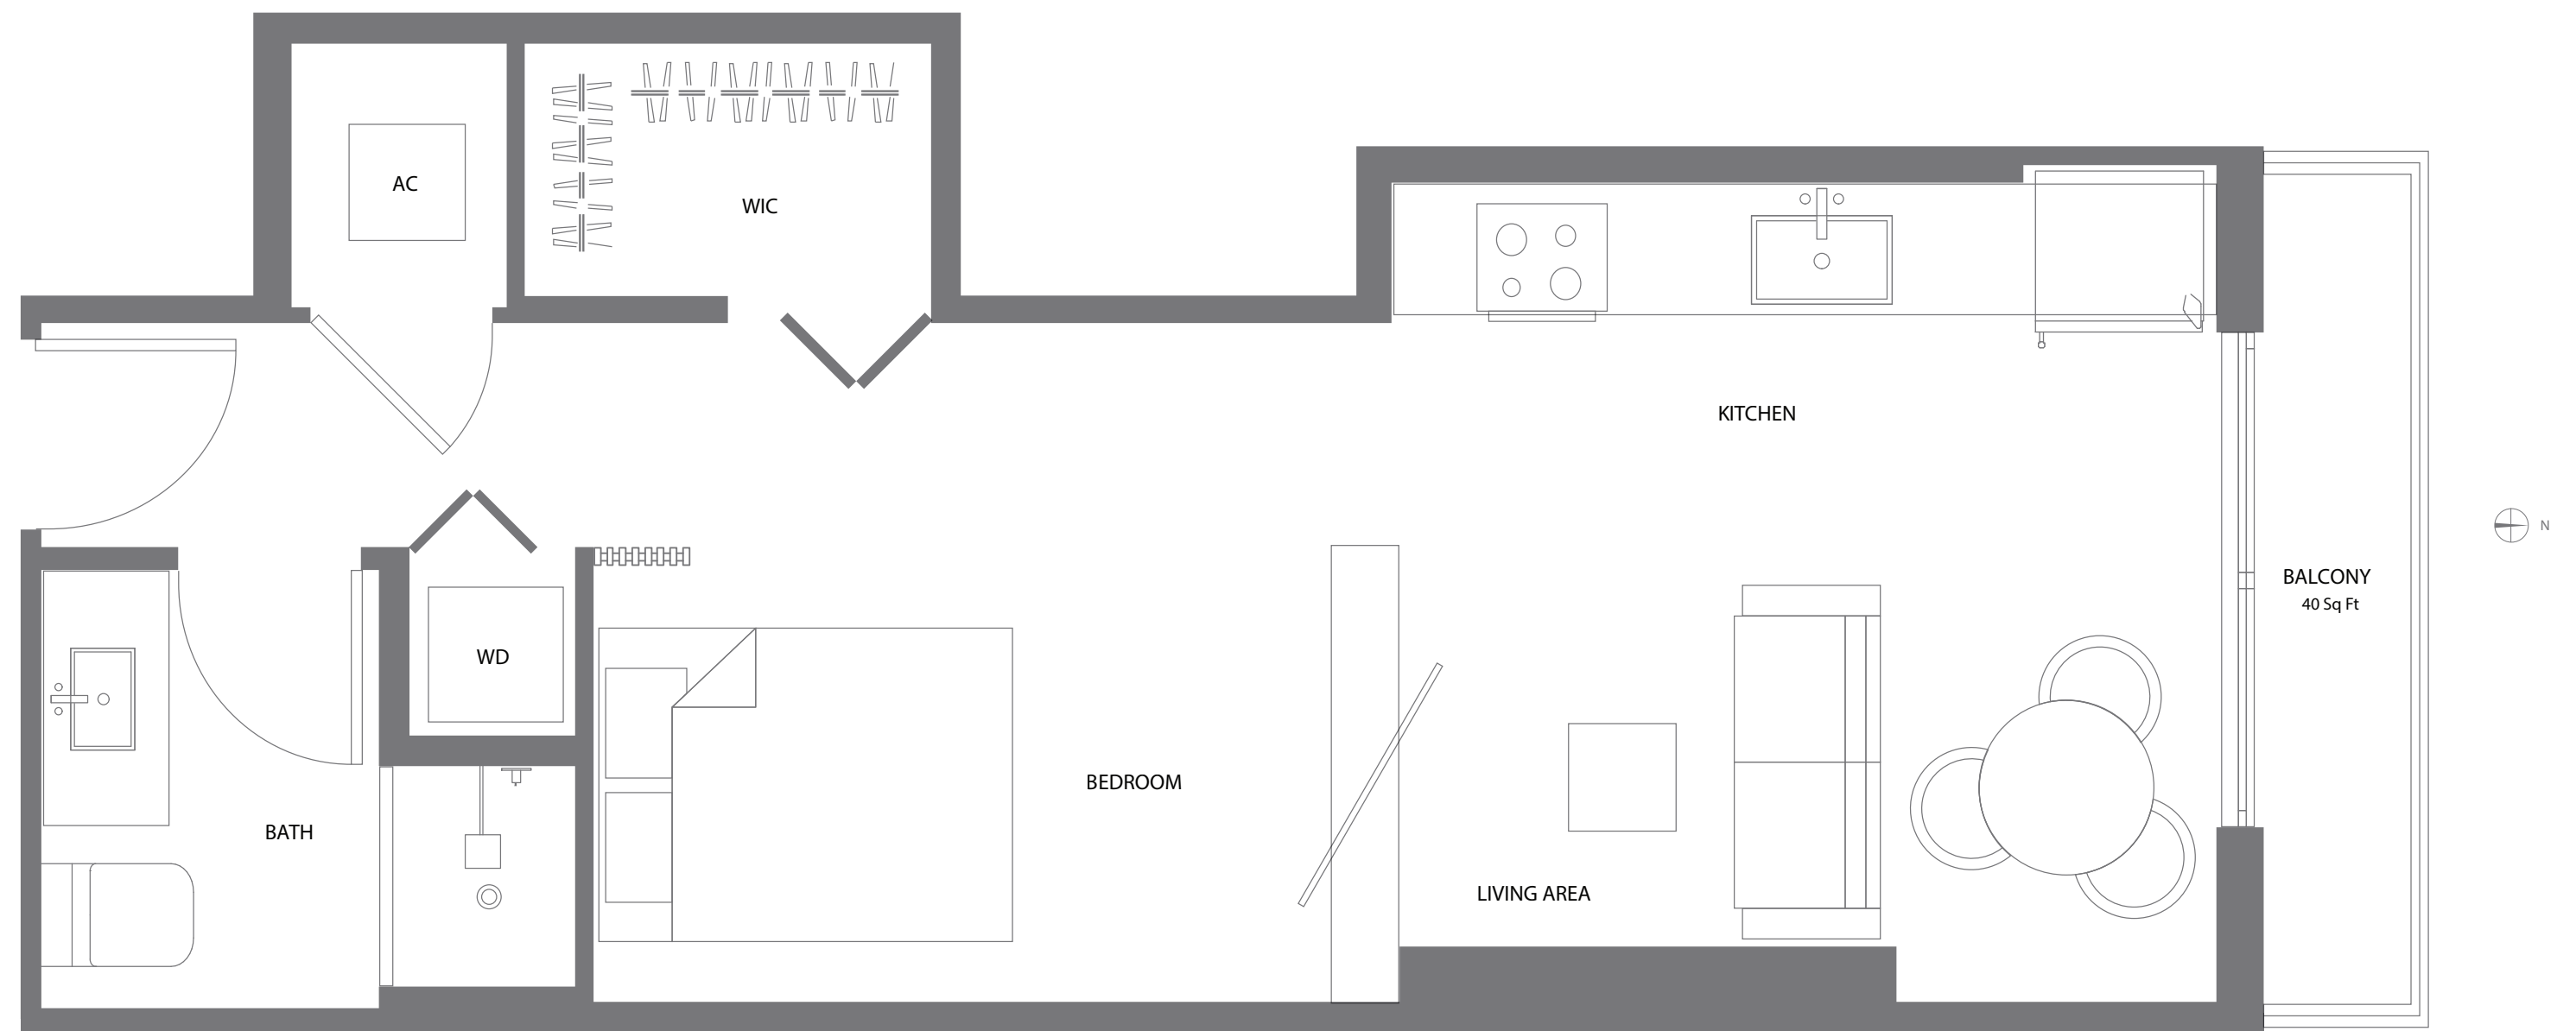 AC
WIC
KITCHEN
N
BALCONY
40 Sq Ft
WD
BEDROOM
BATH
LIVING AREA